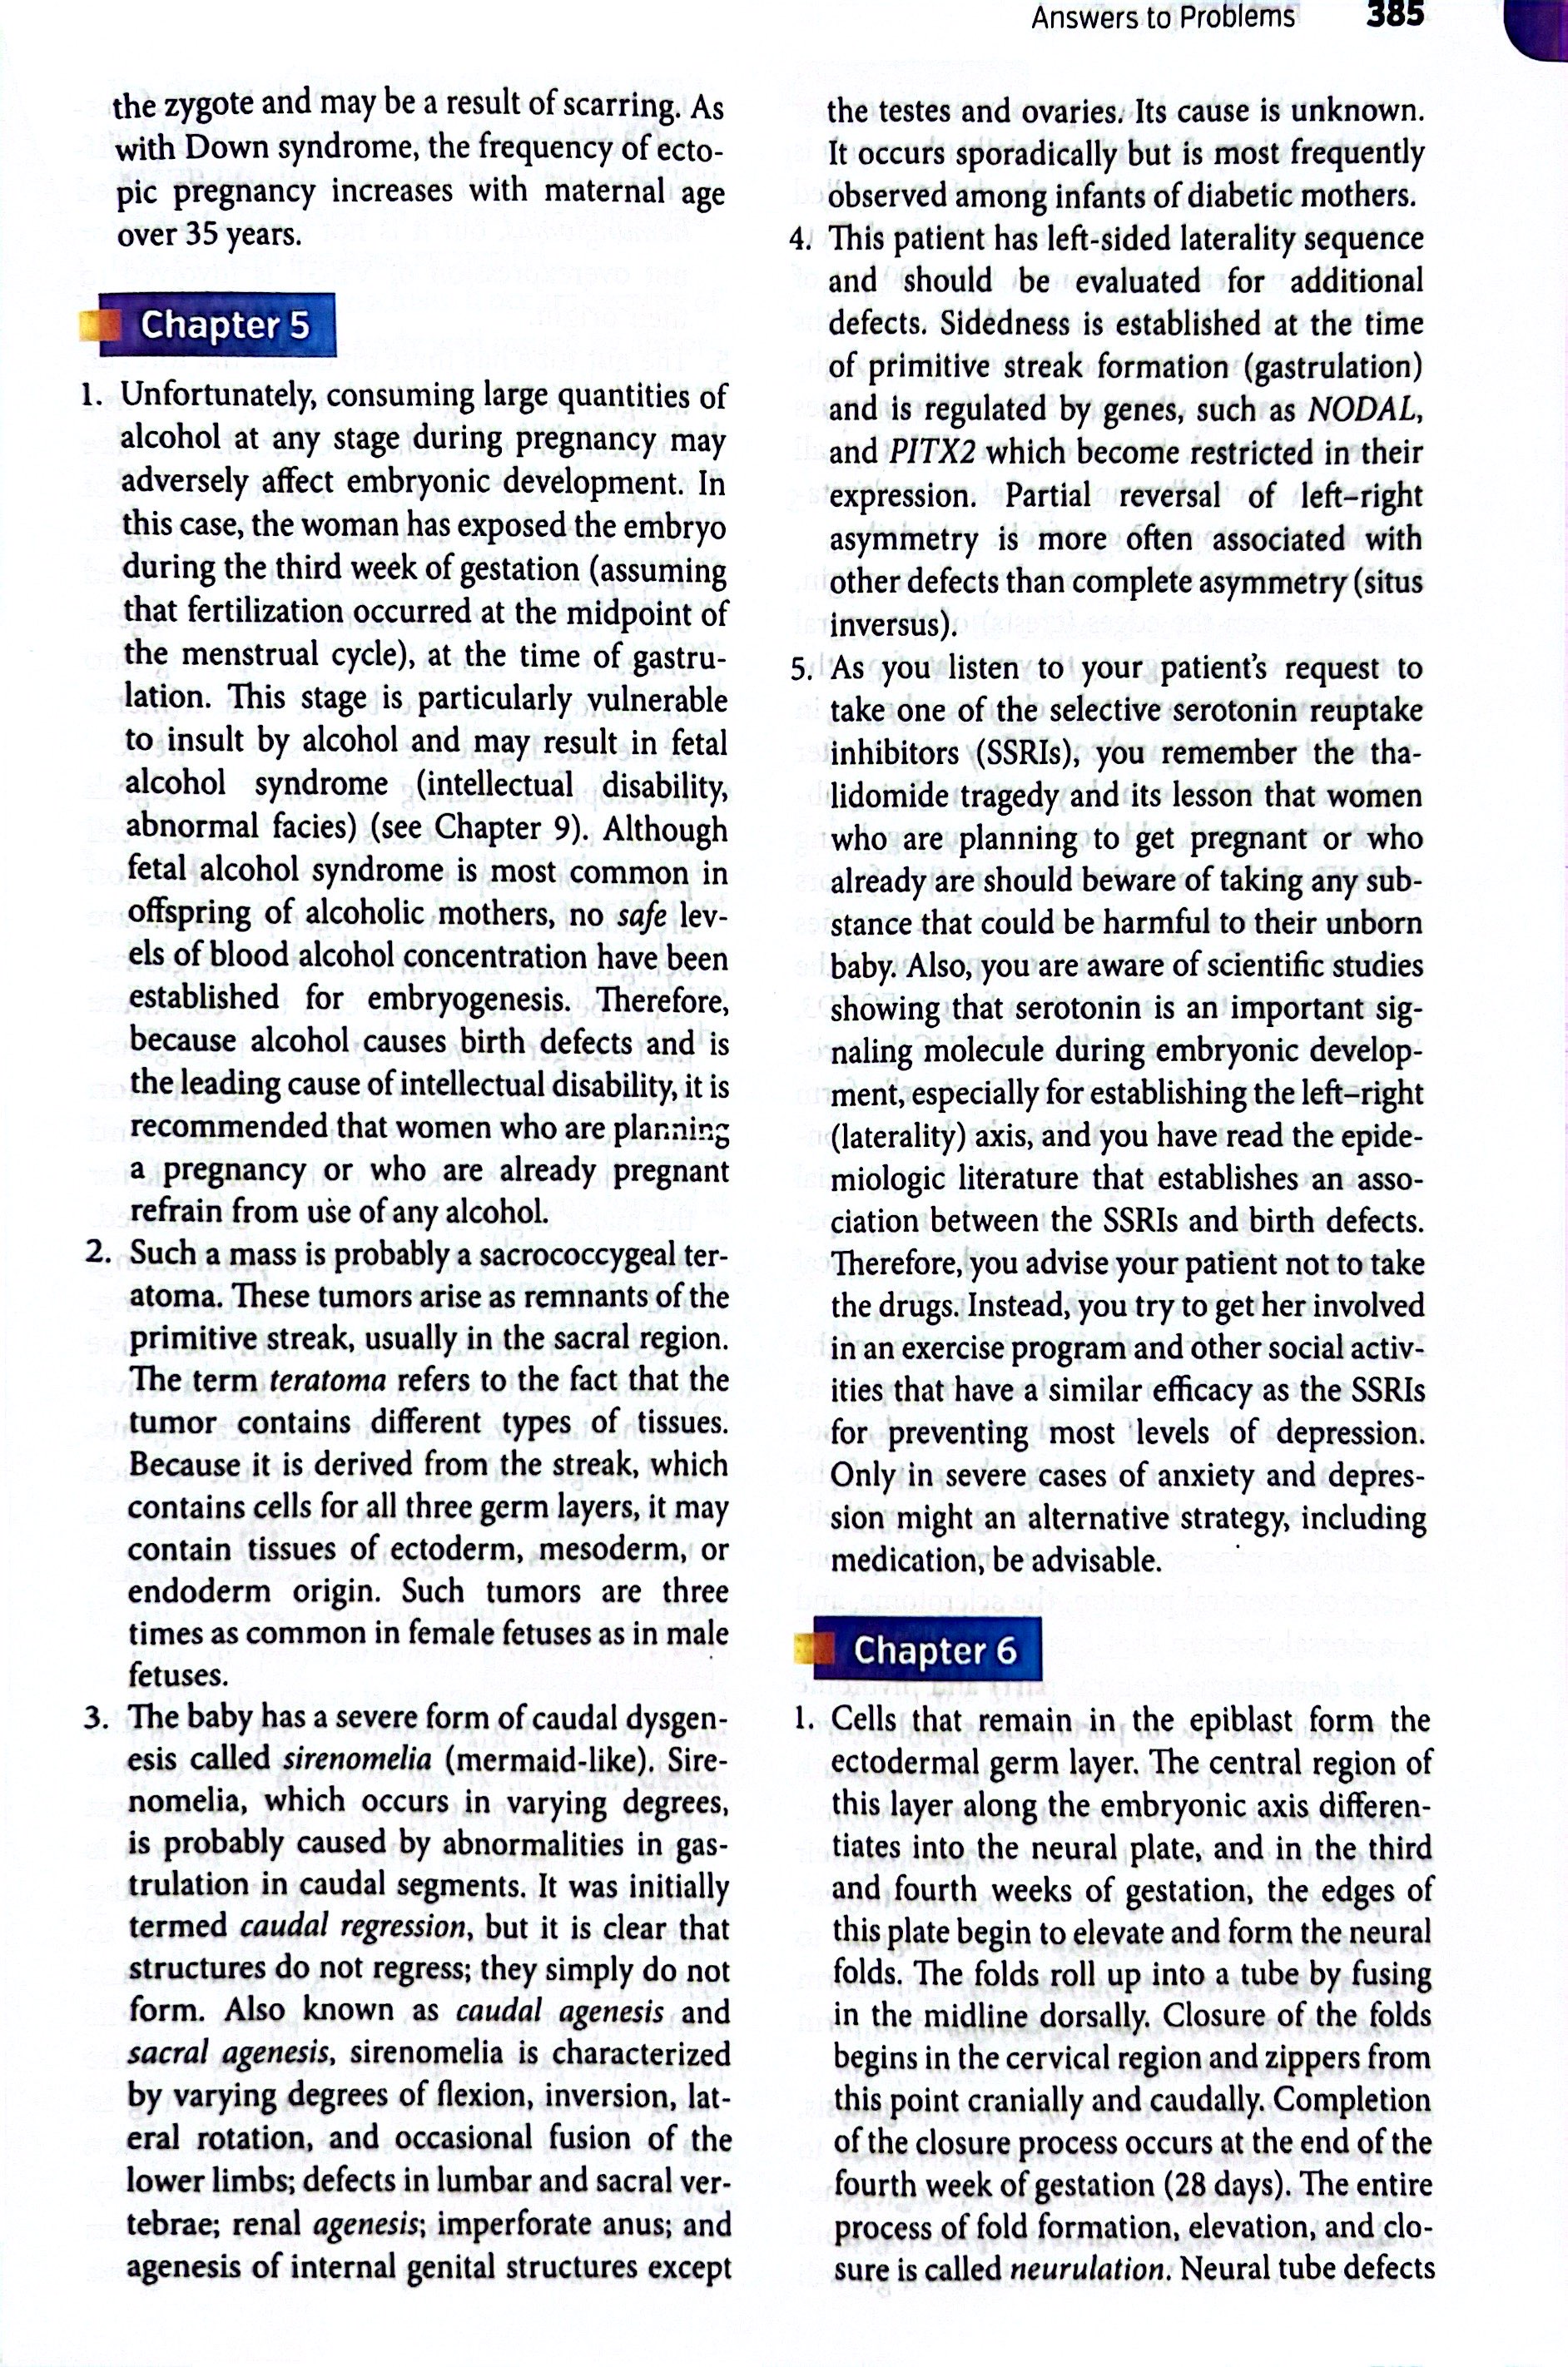 Answers to Problems 385
the zygote and may be a result of scarring. As
with Down syndrome, the frequency of ecto-
pic pregnancy increases with maternal age
over 35 years.
Chapter 5
1. Unfortunately, consuming large quantities of
alcohol at any stage during pregnancy may
adversely affect embryonic development. In
this case, the woman has exposed the embryo
during the third week of gestation (assuming
that fertilization occurred at the midpoint of
the menstrual cycle), at the time of gastru-
lation. This stage is particularly vulnerable
to insult by alcohol and may result in fetal
alcohol syndrome (intellectual disability,
abnormal facies) (see Chapter 9). Although
fetal alcohol syndrome is most common in
offspring of alcoholic mothers, no safe lev-
els of blood alcohol concentration have been
established for embryogenesis. Therefore,
because alcohol causes birth defects and is
the leading cause of intellectual disability, it is
recommended that women who are planning
a pregnancy or who are already pregnant
refrain from use of any alcohol.
2. Such a mass is probably a sacrococcygeal ter-
atoma. These tumors arise as remnants of the
primitive streak, usually in the sacral region.
The term teratoma refers to the fact that the
tumor contains different types of tissues.
Because it is derived from the streak, which
contains cells for all three germ layers, it may
contain tissues of ectoderm, mesoderm, or
endoderm origin. Such tumors are three
times as common in female fetuses as in male
fetuses.
3. The baby has a severe form of caudal dysgen-
esis called sirenomelia (mermaid-like). Sire-
nomelia, which occurs in varying degrees,
is probably caused by abnormalities in gas-
trulation in caudal segments. It was initially
termed caudal regression, but it is clear that
structures do not regress; they simply do not
form. Also known as caudal agenesis and
sacral agenesis, sirenomelia is characterized
by varying degrees of flexion, inversion, lat-
eral rotation, and occasional fusion of the
lower limbs; defects in lumbar and sacral ver-
tebrae; renal agenesis; imperforate anus; and
agenesis of internal genital structures except
the testes and ovaries. Its cause is unknown.
It occurs sporadically but is most frequently
observed among infants of diabetic mothers.
4. This patient has left-sided laterality sequence
and should be evaluated for additional
defects. Sidedness is established at the time
of primitive streak formation (gastrulation)
and is regulated by genes, such as NODAL,
and PITX2 which become restricted in their
expression. Partial reversal of left–right
asymmetry is more often associated with
other defects than complete asymmetry (situs
inversus).
5. As you listen to your patient's request to
take one of the selective serotonin reuptake
inhibitors (SSRIs), you remember the tha-
lidomide tragedy and its lesson that women
who are planning to get pregnant or who
already are should beware of taking any sub-
stance that could be harmful to their unborn
baby. Also, you are aware of scientific studies
showing that serotonin is an important sig-
naling molecule during embryonic develop-
ment, especially for establishing the left–right
(laterality) axis, and you have read the epide-
miologic literature that establishes an asso-
ciation between the SSRIs and birth defects.
Therefore, you advise your patient not to take
the drugs. Instead, you try to get her involved
in an exercise program and other social activ-
ities that have a similar efficacy as the SSRIs
for preventing most levels of depression.
Only in severe cases of anxiety and depres-
sion might an alternative strategy, including
medication, be advisable.
Chapter 6
1. Cells that remain in the epiblast form the
ectodermal germ layer. The central region of
this layer along the embryonic axis differen-
tiates into the neural plate, and in the third
and fourth weeks of gestation, the edges of
this plate begin to elevate and form the neural
folds. The folds roll up into a tube by fusing
in the midline dorsally. Closure of the folds
begins in the cervical region and zippers from
this point cranially and caudally. Completion
of the closure process occurs at the end of the
fourth week of gestation (28 days). The entire
process of fold formation, elevation, and clo-
sure is called neurulation. Neural tube defects